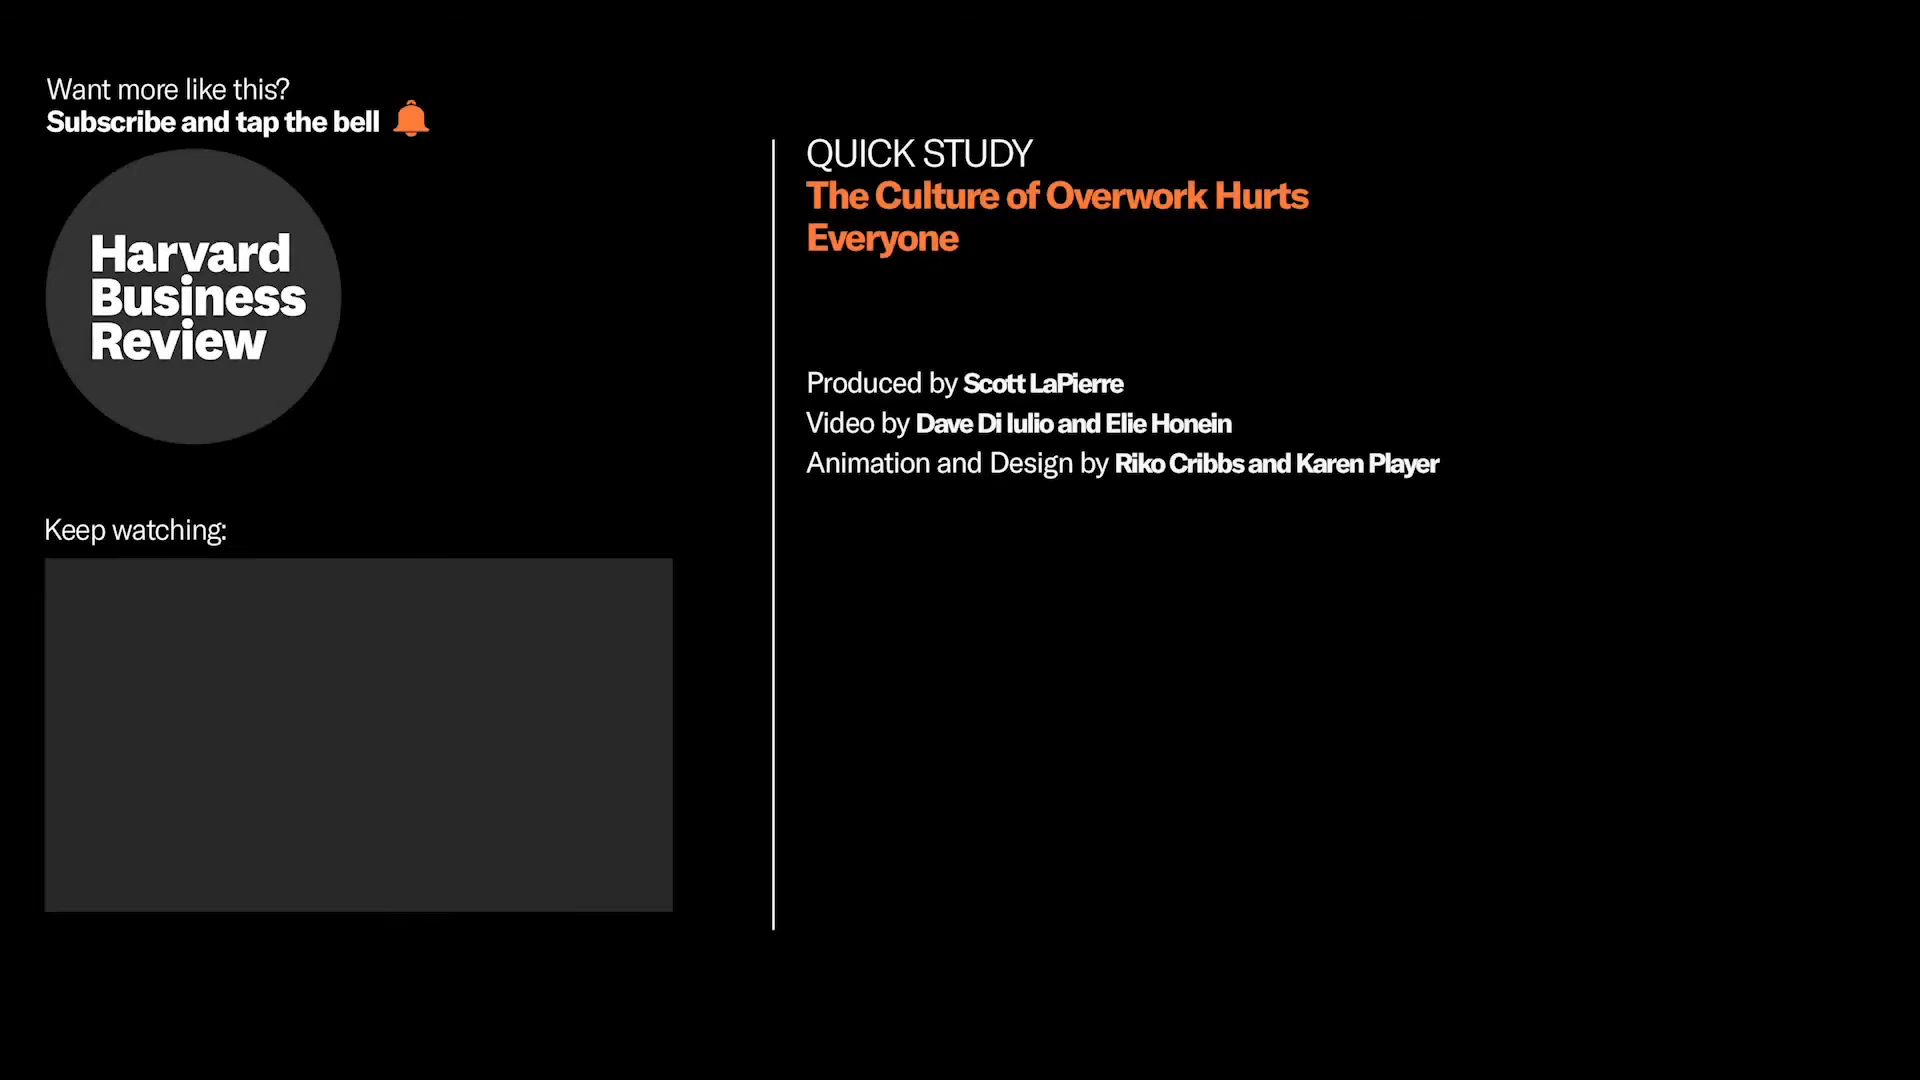 Want more like this?
Subscribe and tap the bell
Harvard
Business
Review
Keep watching:
QUICK STUDY
The Culture of Overwork Hurts
Everyone
Produced by Scott LaPierre
Video by Dave Di Iulio and Elie Honein
Animation and Design by Riko Cribbs and Karen Player